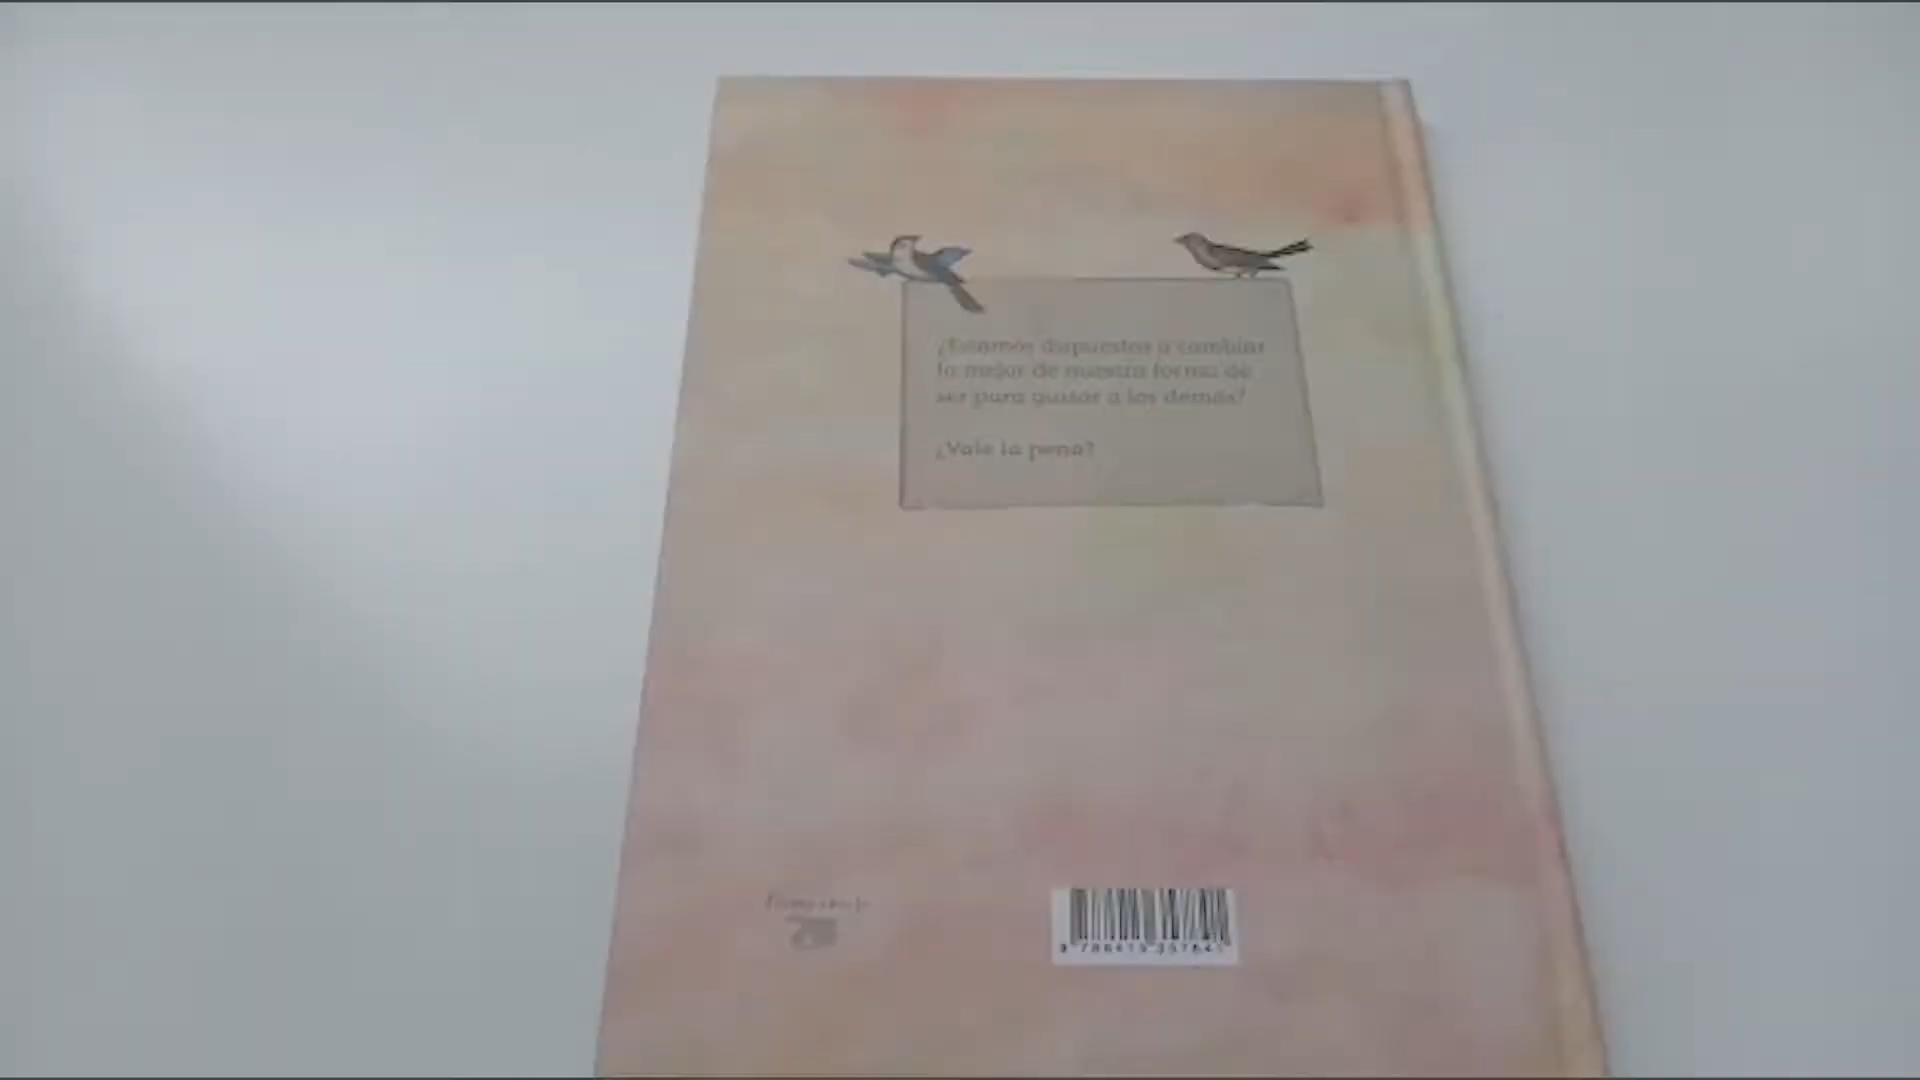 ¿Estamos dispuestos a cambiar
lo mejor de nuestra forma de
ser para gustar a los demás?
¿Vale la pena?